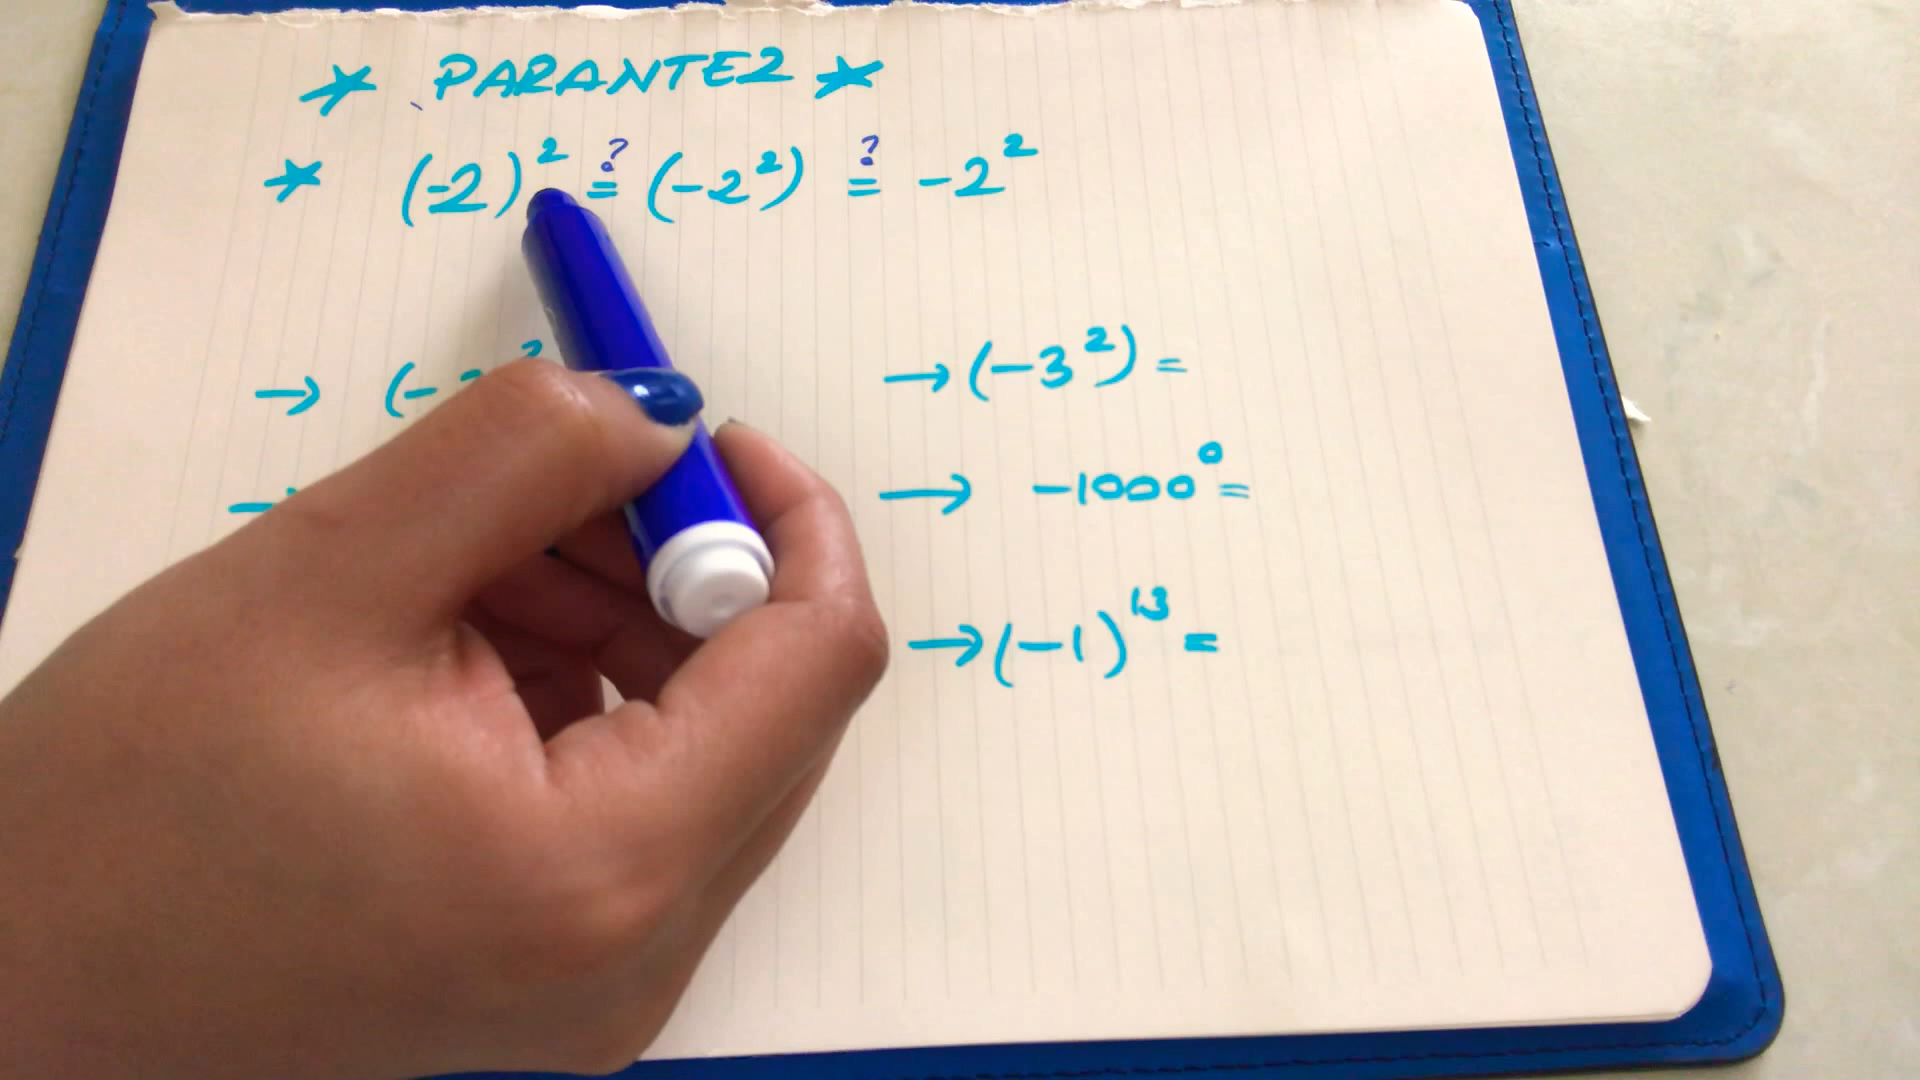 * PARANTEZ *
* (-2)² ≟ (-2²) ≟ -2²
→ (-
→ (-3²) =
→ -1000⁰ =
→ (-1)¹³ =